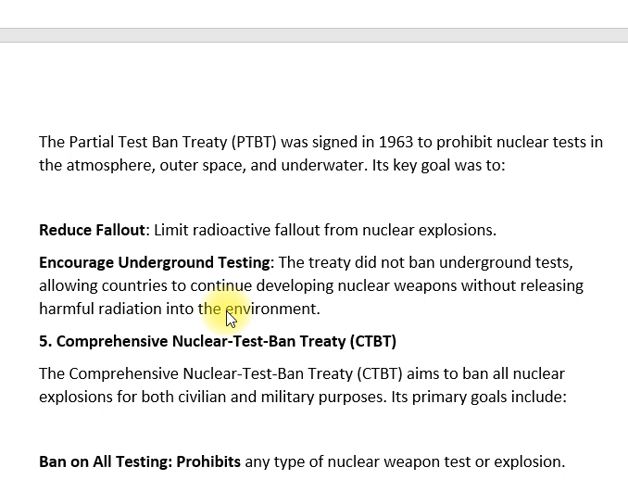 The Partial Test Ban Treaty (PTBT) was signed in 1963 to prohibit nuclear tests in
the atmosphere, outer space, and underwater. Its key goal was to:
Reduce Fallout: Limit radioactive fallout from nuclear explosions.
Encourage Underground Testing: The treaty did not ban underground tests,
allowing countries to continue developing nuclear weapons without releasing
harmful radiation into the environment.
5. Comprehensive Nuclear-Test-Ban Treaty (CTBT)
The Comprehensive Nuclear-Test-Ban Treaty (CTBT) aims to ban all nuclear
explosions for both civilian and military purposes. Its primary goals include:
Ban on All Testing: Prohibits any type of nuclear weapon test or explosion.